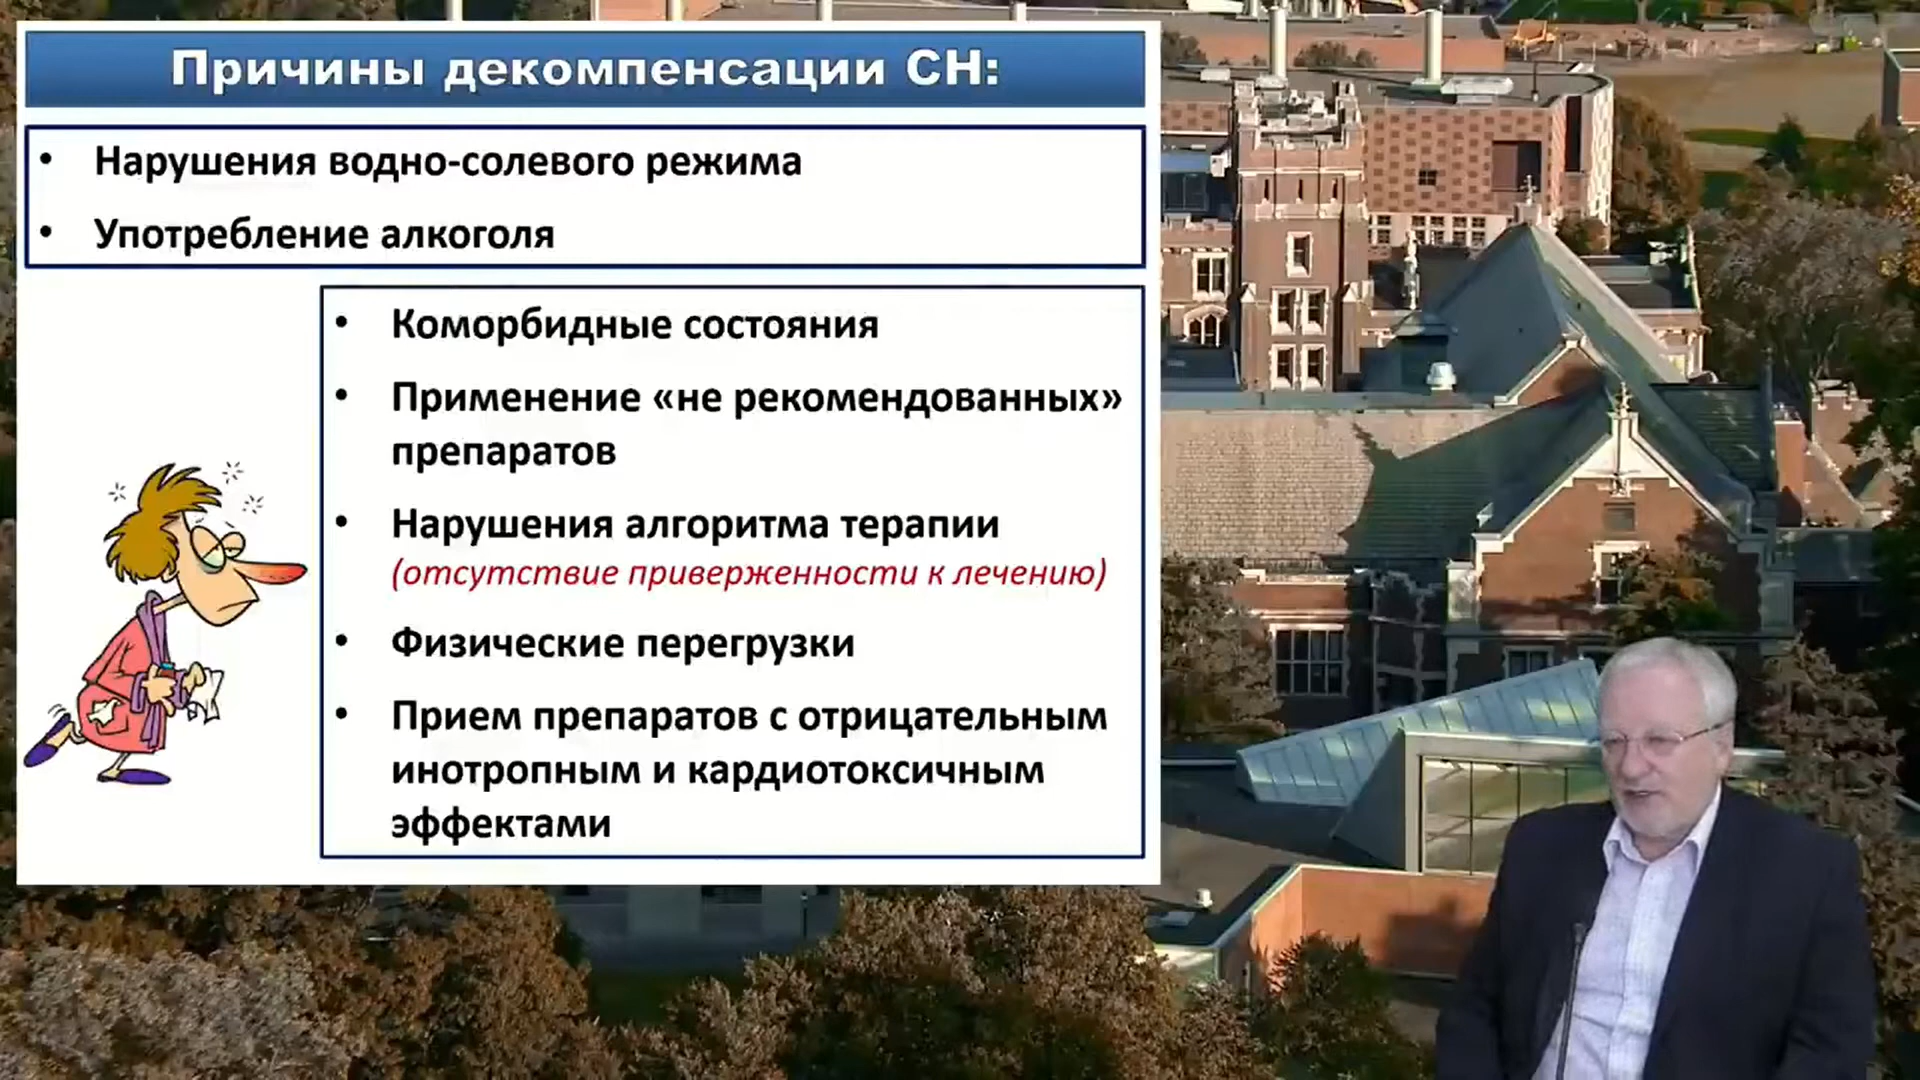 Причины декомпенсации СН:
• Нарушения водно-солевого режима
• Употребление алкоголя
• Коморбидные состояния
• Применение «не рекомендованных»
препаратов
• Нарушения алгоритма терапии
(отсутствие приверженности к лечению)
• Физические перегрузки
• Прием препаратов с отрицательным
инотропным и кардиотоксичным
эффектами